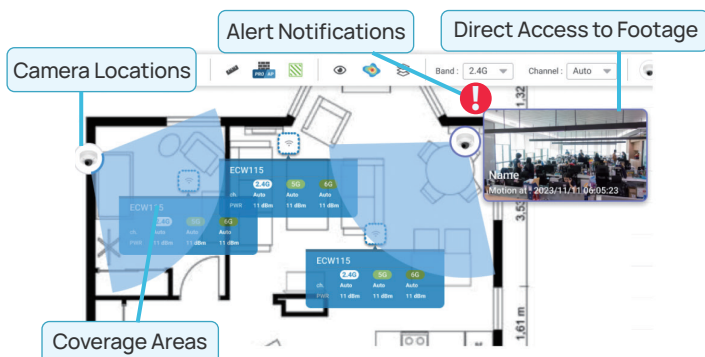 Alert Notifications
Direct Access to Footage
Camera Locations
PRO AP
Band : 2.4G
Channel : Auto
1,32
Name
Motion at : 2023/11/11 06:05:23
ECW115
2.4G 5G 6G
ch. Auto Auto Auto
PWR 11 dBm 11 dBm 11 dBm
ECW115
2.4G 5G 6G
ch. Auto Auto Auto
PWR 11 dBm 11 dBm 11 dBm
3,53
ECW115
2.4G 5G 6G
ch. Auto Auto Auto
PWR 11 dBm 11 dBm 11 dBm
1,61 m
Coverage Areas